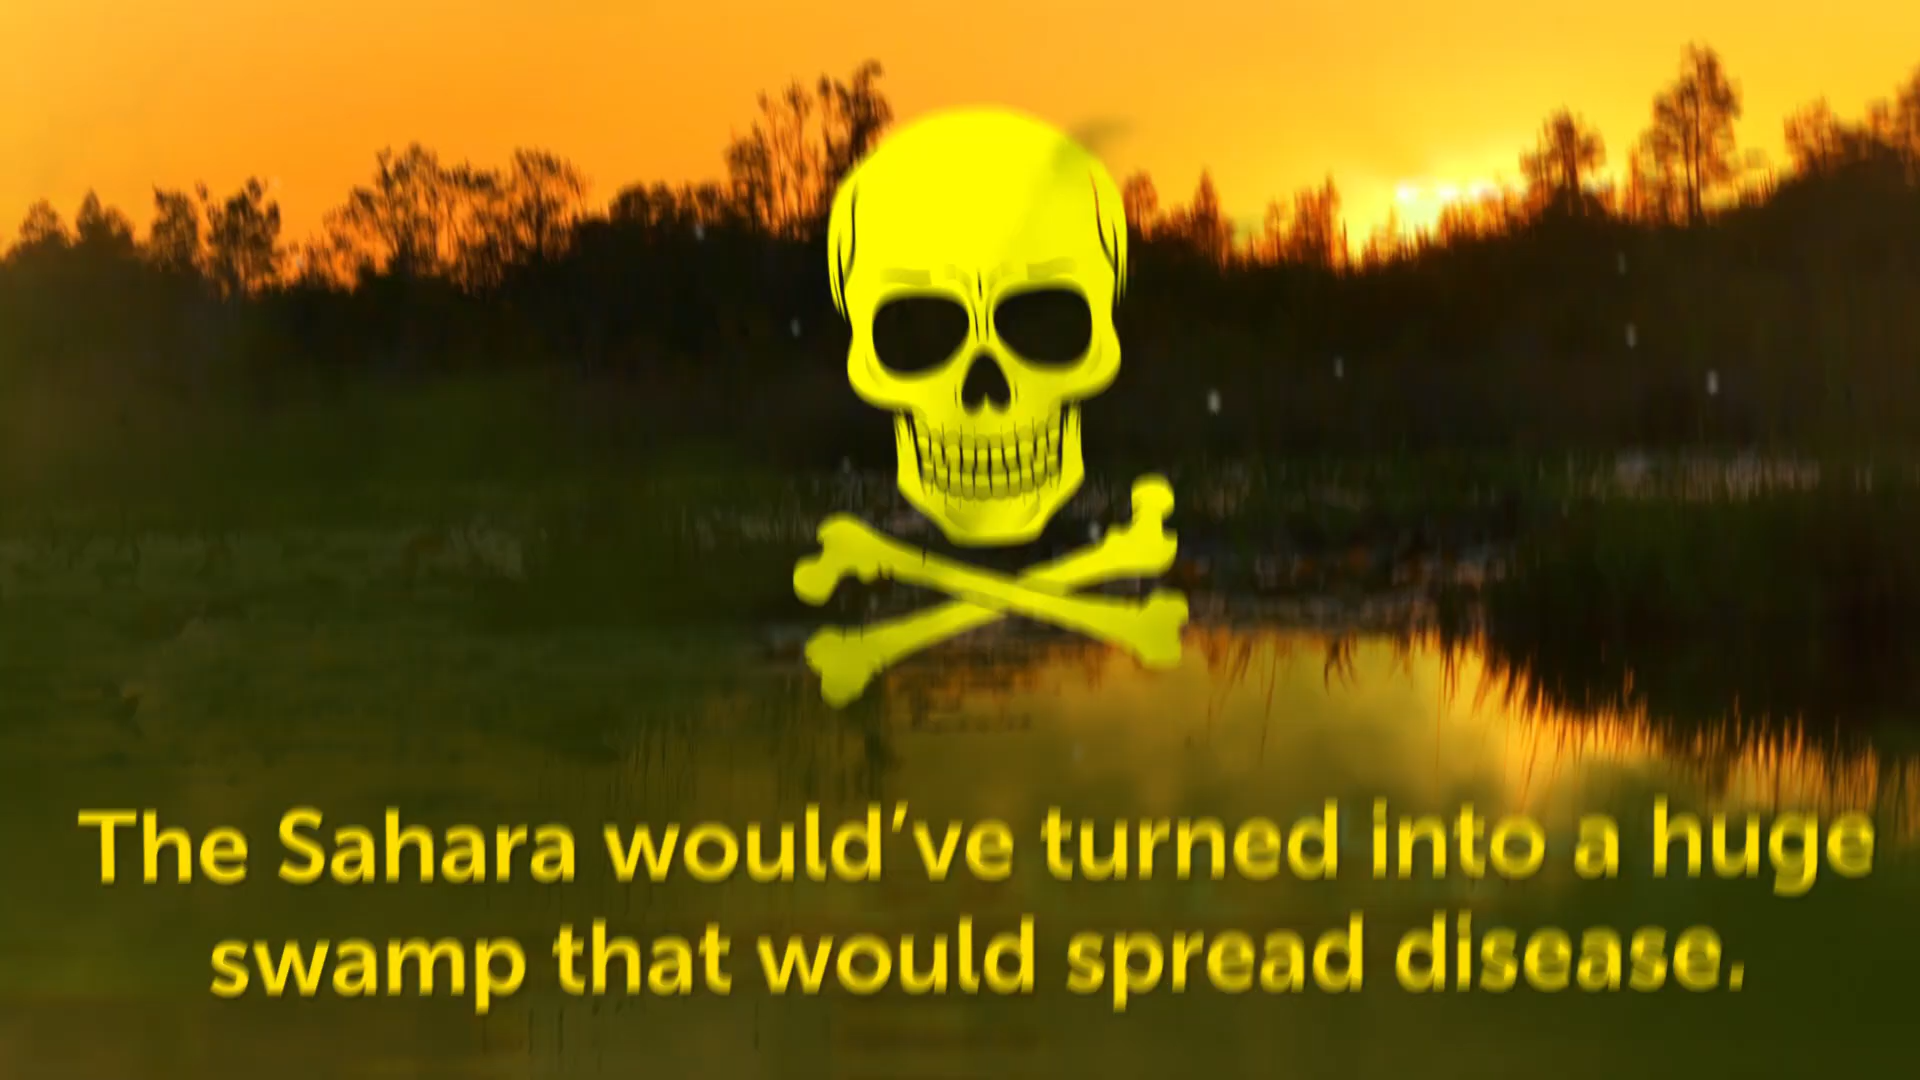 The Sahara would've turned into a huge
swamp that would spread disease.